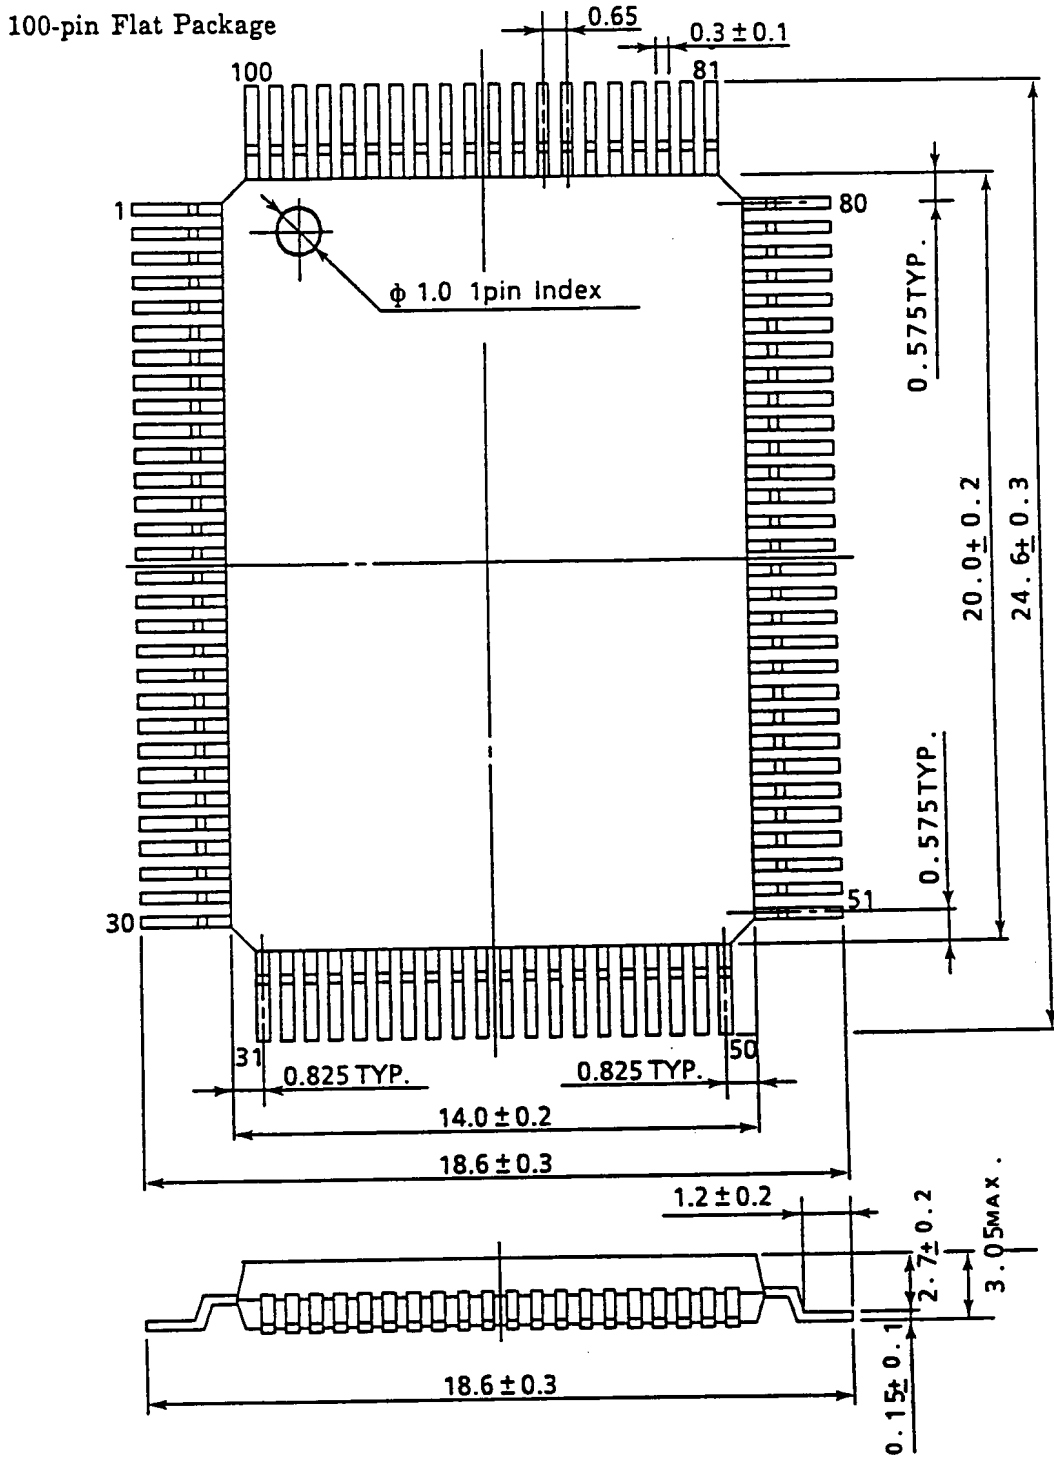 100-pin Flat Package
0.65
0.3±0.1
100
81
1
80
ϕ 1.0 1pin Index
0.575TYP.
20.0±0.2
24.6±0.3
0.575TYP.
30
51
31
50
0.825 TYP.
0.825 TYP.
14.0±0.2
18.6±0.3
1.2±0.2
2.7±0.2
3.05MAX.
0.15±0.1
18.6±0.3